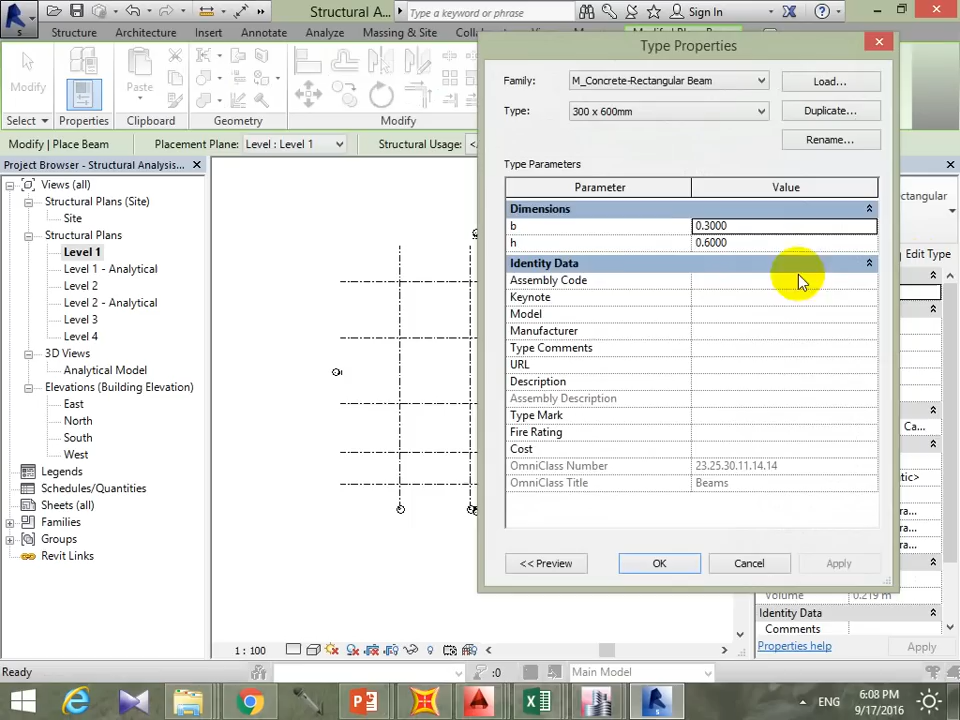 Structural A...
Type a keyword or phrase
Sign In
Structure
Architecture
Insert
Annotate
Analyze
Massing & Site
Modify
Paste
Select
Properties
Clipboard
Geometry
Modify
Modify | Place Beam
Placement Plane:
Level : Level 1
Structural Usage:
Project Browser - Structural Analysis...
Views (all)
Structural Plans (Site)
Site
Structural Plans
Level 1
Level 1 - Analytical
Level 2
Level 2 - Analytical
Level 3
Level 4
3D Views
Analytical Model
Elevations (Building Elevation)
East
North
South
West
Legends
Schedules/Quantities
Sheets (all)
Families
Groups
Revit Links
Type Properties
Family:
M_Concrete-Rectangular Beam
Load...
Type:
300 x 600mm
Duplicate...
Rename...
Type Parameters
Parameter
Value
Dimensions
b
0.3000
h
0.6000
Identity Data
Assembly Code
Keynote
Model
Manufacturer
Type Comments
URL
Description
Assembly Description
Type Mark
Fire Rating
Cost
OmniClass Number
23.25.30.11.14.14
OmniClass Title
Beams
<< Preview
OK
Cancel
Apply
Edit Type
Volume
0.219 m
Identity Data
Comments
Properties help
Apply
1 : 100
Ready
:0
Main Model
ENG
6:08 PM
9/17/2016